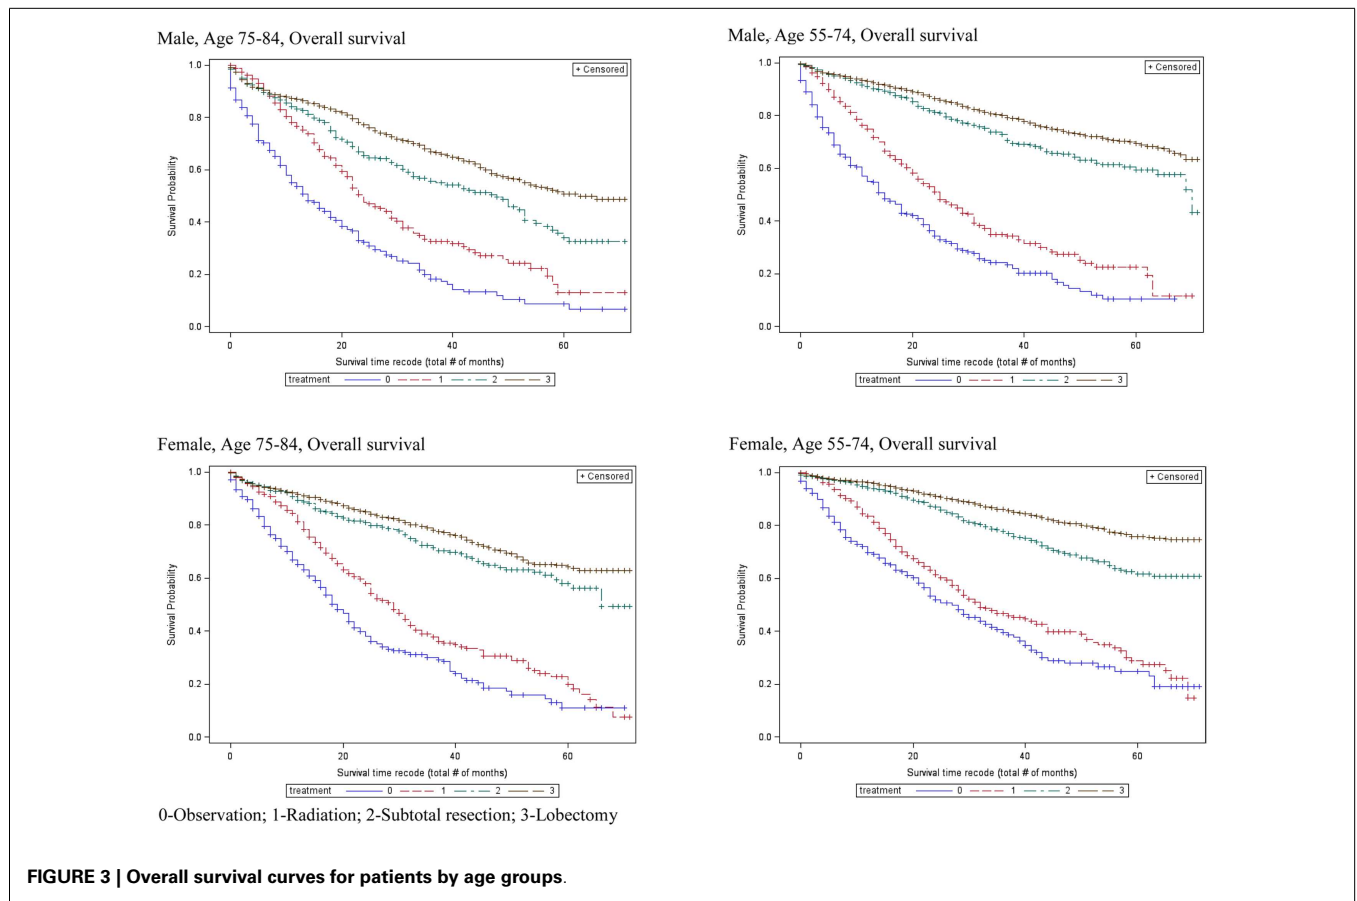 Male, Age 75-84, Overall survival
+ Censored
1.0
0.8
0.6
0.4
0.2
0.0
Survival Probability
0 20 40 60
Survival time recode (total # of months)
treatment 0 1 2 3
Male, Age 55-74, Overall survival
+ Censored
1.0
0.8
0.6
0.4
0.2
0.0
Survival Probability
0 20 40 60
Survival time recode (total # of months)
treatment 0 1 2 3
Female, Age 75-84, Overall survival
+ Censored
1.0
0.8
0.6
0.4
0.2
0.0
Survival Probability
0 20 40 60
Survival time recode (total # of months)
treatment 0 1 2 3
Female, Age 55-74, Overall survival
+ Censored
1.0
0.8
0.6
0.4
0.2
0.0
Survival Probability
0 20 40 60
Survival time recode (total # of months)
treatment 0 1 2 3
0-Observation; 1-Radiation; 2-Subtotal resection; 3-Lobectomy
FIGURE 3 | Overall survival curves for patients by age groups.